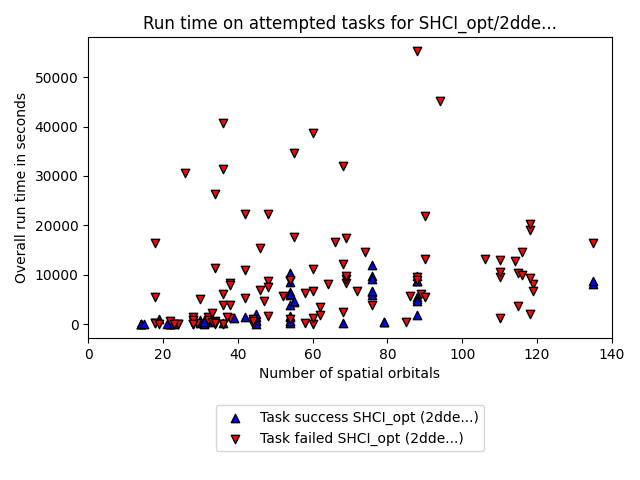 Run time on attempted tasks for SHCI_opt/2dde...
Overall run time in seconds
50000
40000
30000
20000
10000
0
0 20 40 60 80 100 120 140
Number of spatial orbitals
Task success SHCI_opt (2dde...)
Task failed SHCI_opt (2dde...)